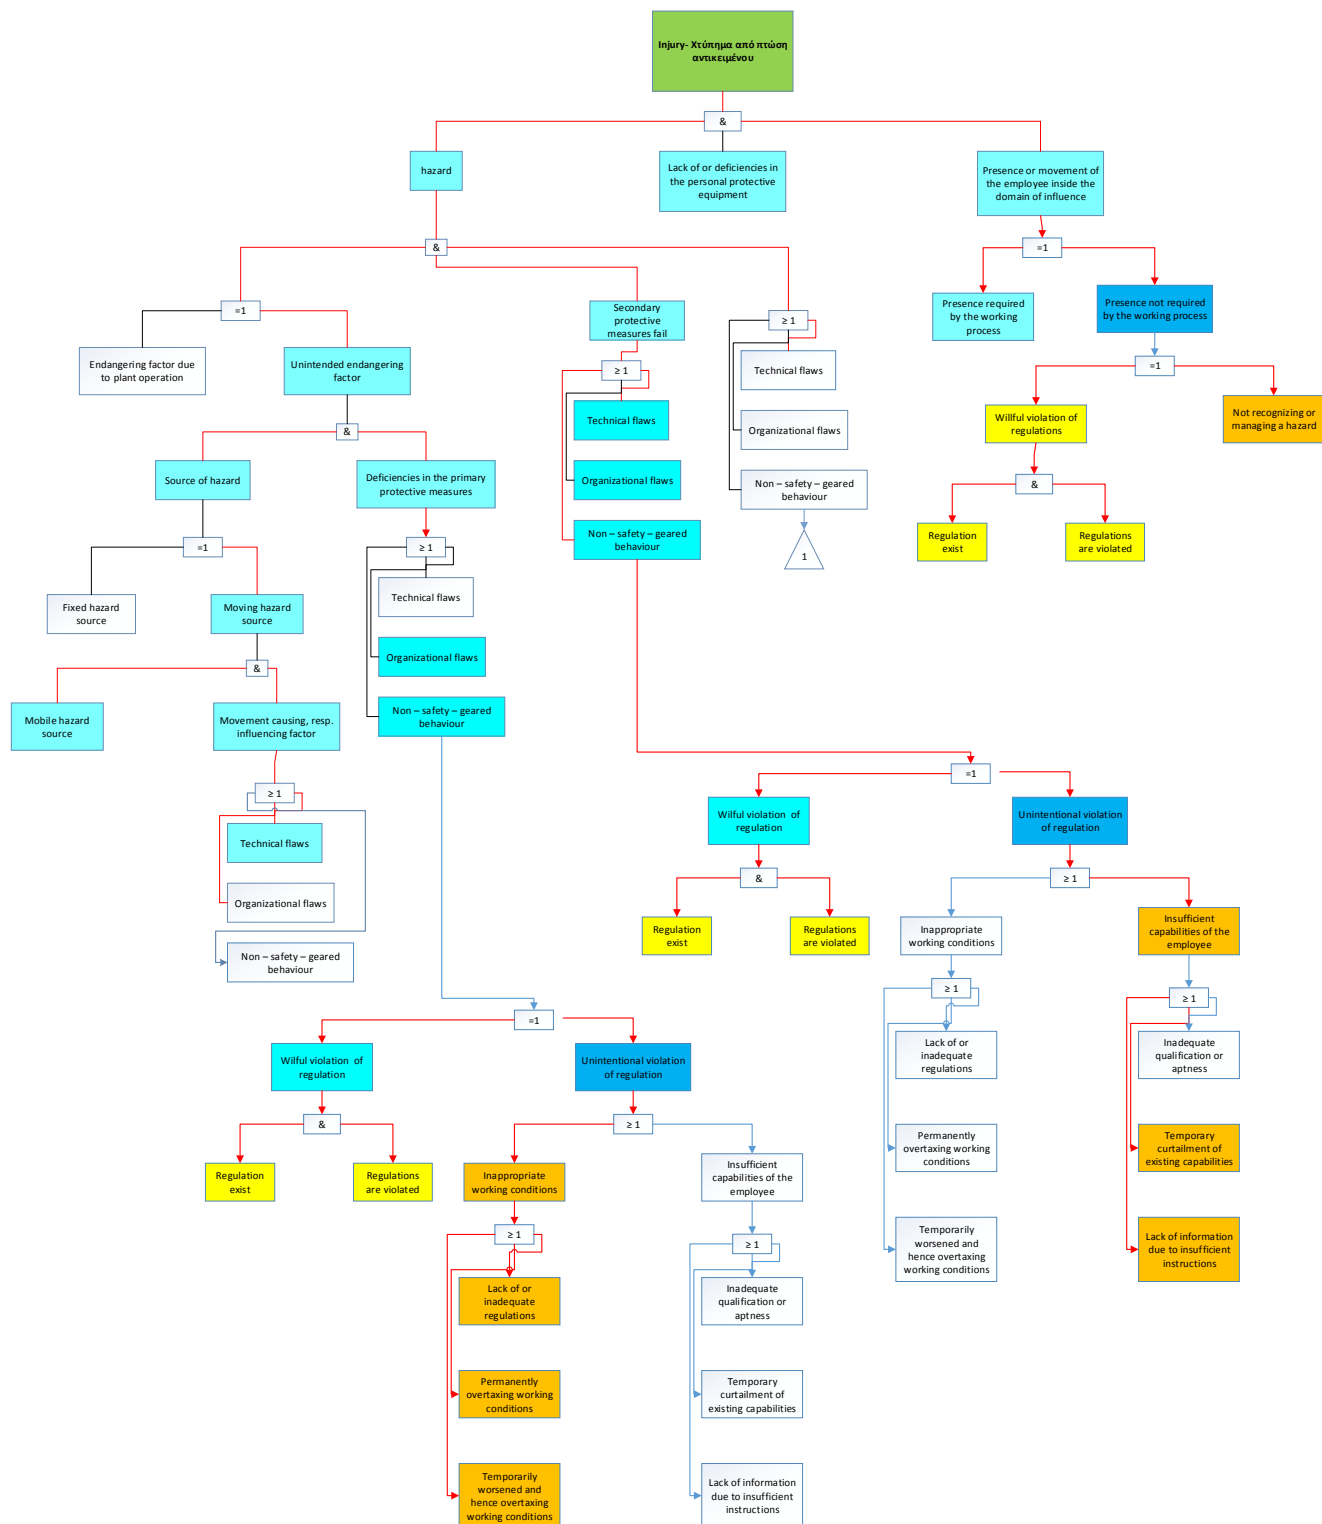 Injury- Χτύπημα από πτώση
αντικειμένου
&
hazard
Lack of or deficiencies in
the personal protective
equipment
Presence or movement of
the employee inside the
domain of influence
&
=1
=1
Secondary
protective
measures fail
≥ 1
Presence required
by the working
process
Presence not required
by the working process
Endangering factor due
to plant operation
Unintended endangering
factor
≥ 1
Technical flaws
=1
&
Technical flaws
Organizational flaws
Willful violation of
regulations
Not recognizing or
managing a hazard
Source of hazard
Deficiencies in the primary
protective measures
Organizational flaws
Non – safety – geared
behaviour
&
=1
≥ 1
Non – safety – geared
behaviour
1
Regulation
exist
Regulations
are violated
Fixed hazard
source
Moving hazard
source
Technical flaws
&
Organizational flaws
Mobile hazard
source
Movement causing, resp.
influencing factor
Non – safety – geared
behaviour
≥ 1
=1
Technical flaws
Wilful violation  of
regulation
Unintentional violation
of regulation
Organizational flaws
&
≥ 1
Non – safety – geared
behaviour
Regulation
exist
Regulations
are violated
Inappropriate
working conditions
Insufficient
capabilities of the
employee
≥ 1
≥ 1
=1
Lack of or
inadequate
regulations
Inadequate
qualification or
aptness
Wilful violation  of
regulation
Unintentional violation
of regulation
&
≥ 1
Permanently
overtaxing working
conditions
Temporary
curtailment of
existing capabilities
Regulation
exist
Regulations
are violated
Inappropriate
working conditions
Insufficient
capabilities of the
employee
Temporarily
worsened and
hence overtaxing
working conditions
Lack of information
due to insufficient
instructions
≥ 1
≥ 1
Lack of or
inadequate
regulations
Inadequate
qualification or
aptness
Permanently
overtaxing working
conditions
Temporary
curtailment of
existing capabilities
Temporarily
worsened and
hence overtaxing
working conditions
Lack of information
due to insufficient
instructions